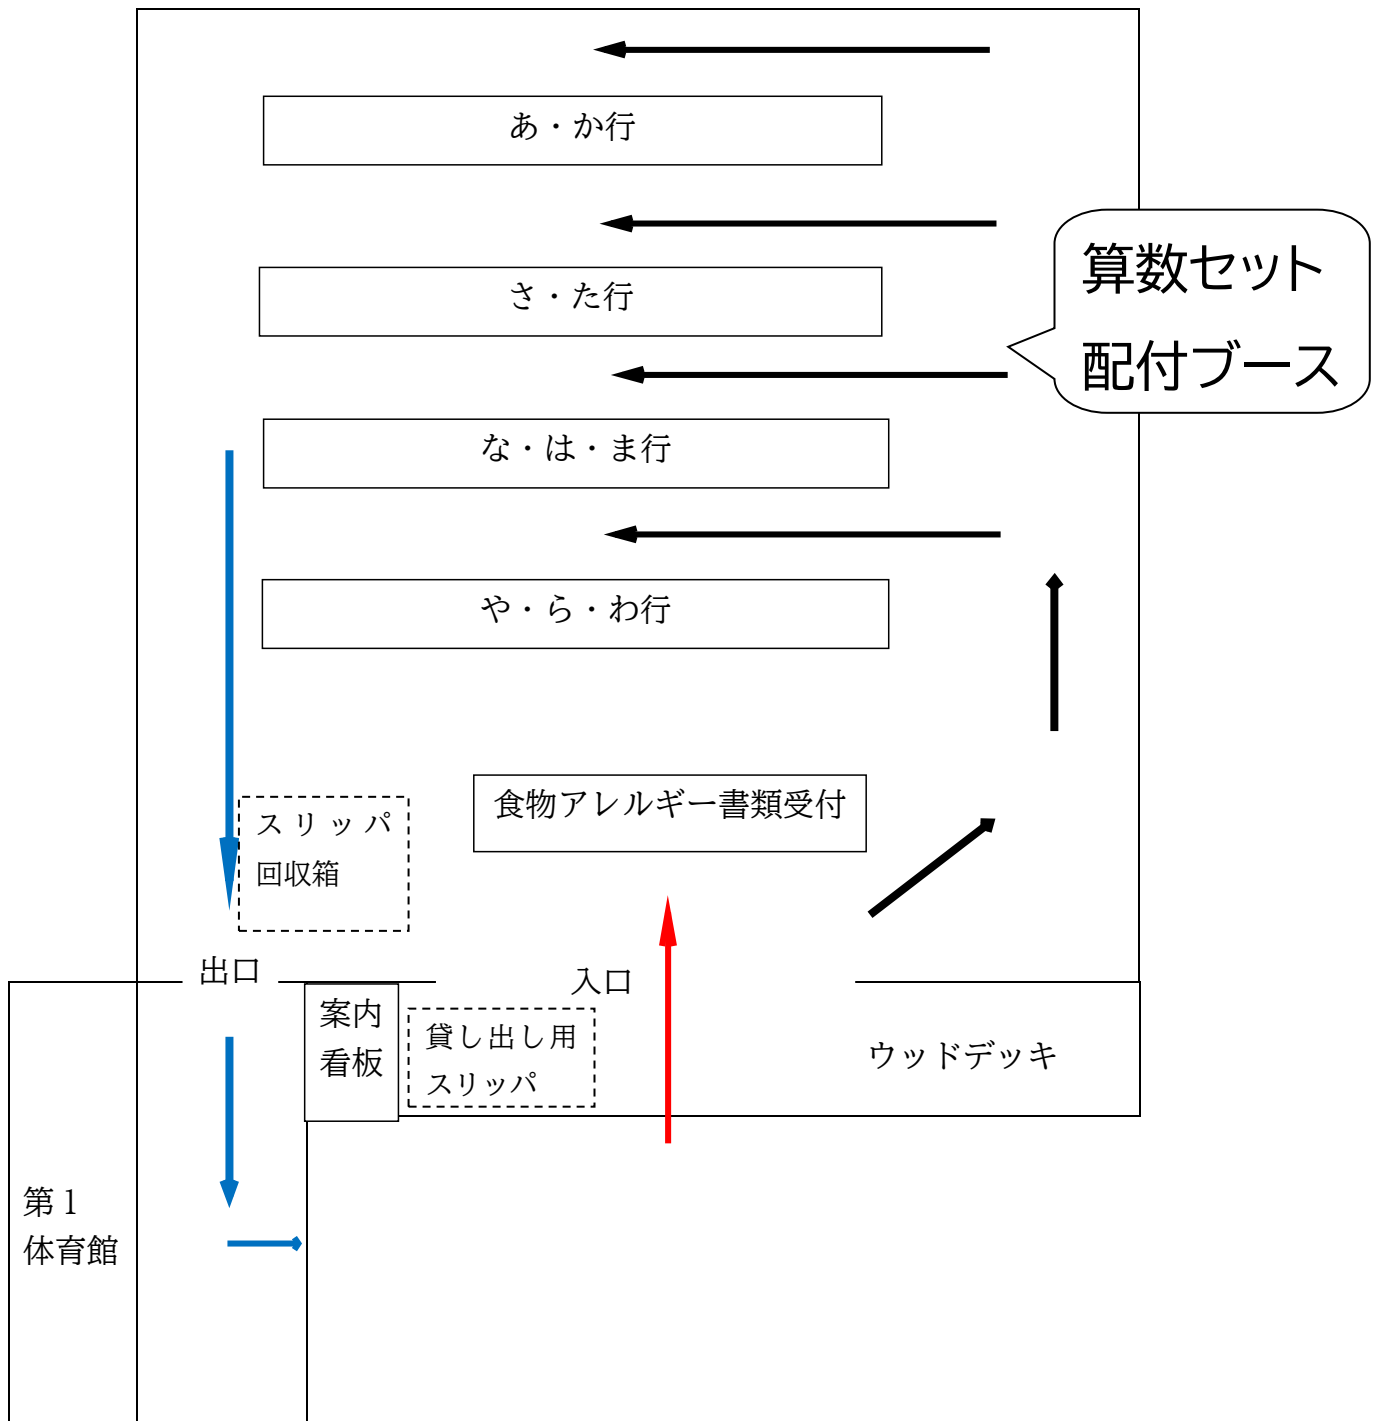 あ・か行
算数セット
配付ブース
さ・た行
な・は・ま行
や・ら・わ行
食物アレルギー書類受付
スリッパ
回収箱
出口
入口
案内
看板
貸し出し用
スリッパ
ウッドデッキ
第1
体育館